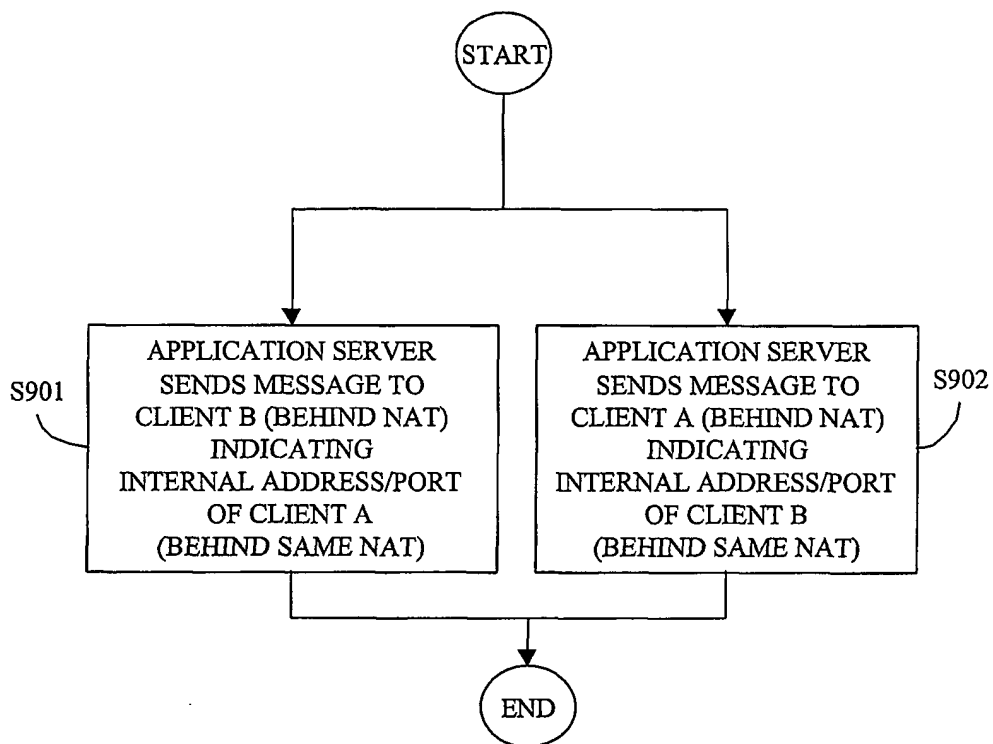 START
S901
APPLICATION SERVER
SENDS MESSAGE TO
CLIENT B (BEHIND NAT)
INDICATING
INTERNAL ADDRESS/PORT
OF CLIENT A
(BEHIND SAME NAT)
APPLICATION SERVER
SENDS MESSAGE TO
CLIENT A (BEHIND NAT)
INDICATING
INTERNAL ADDRESS/PORT
OF CLIENT B
(BEHIND SAME NAT)
S902
END